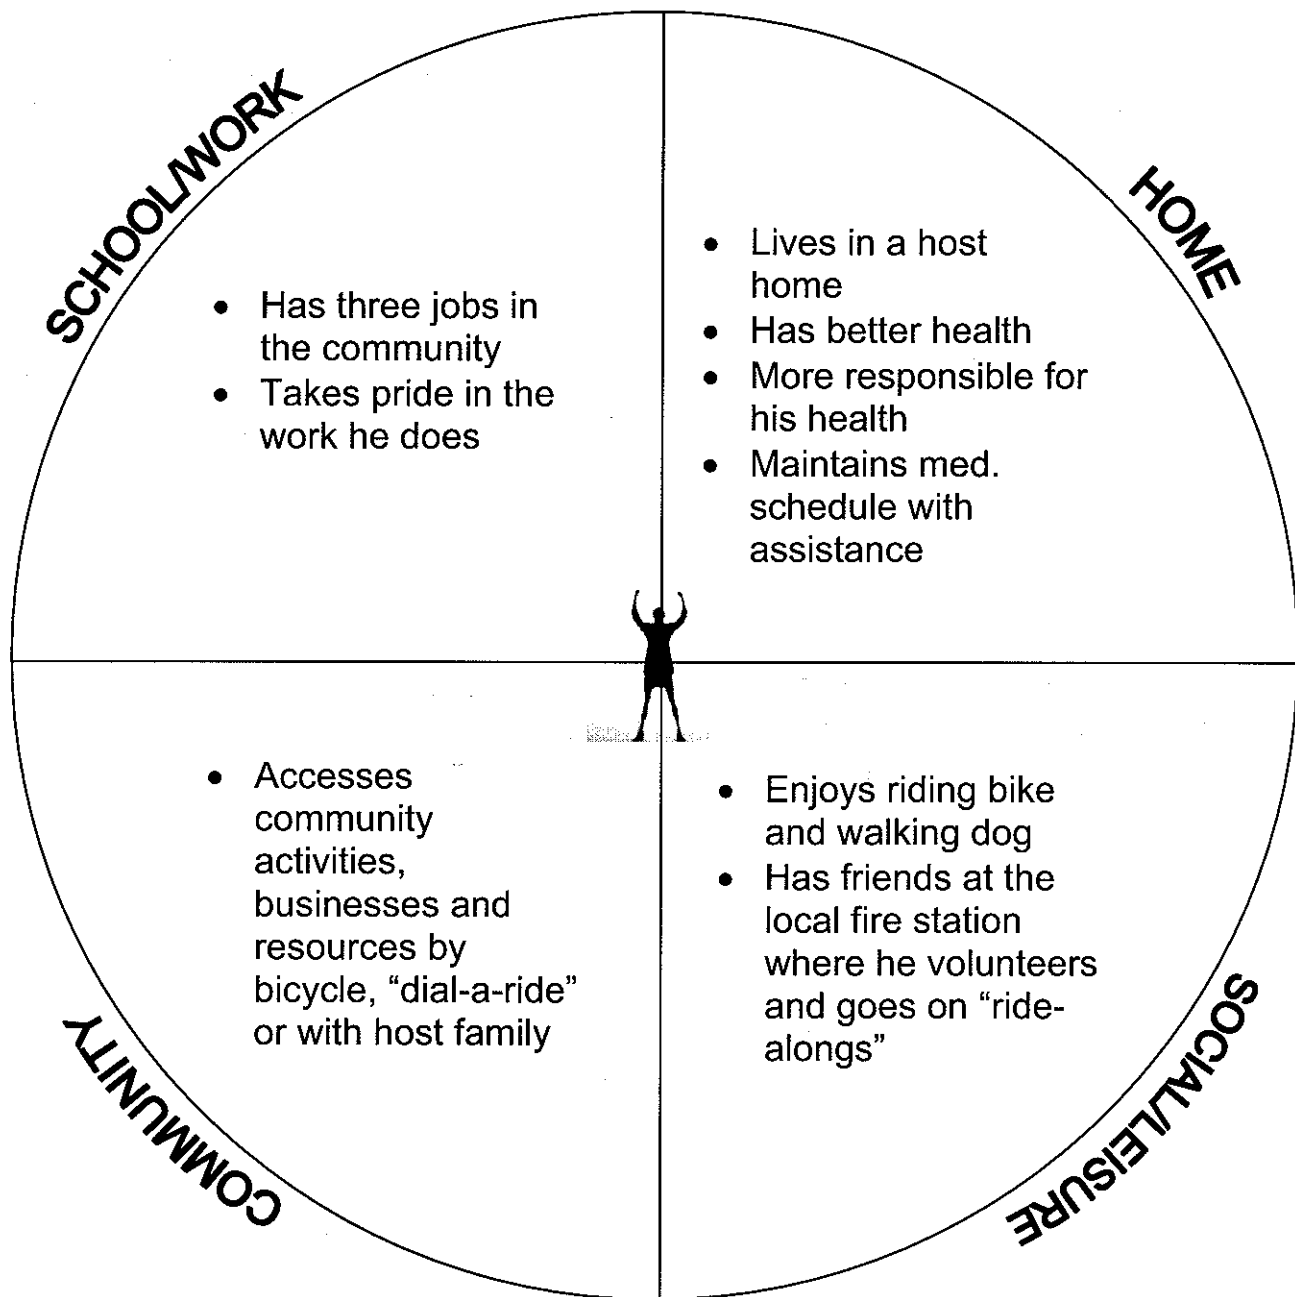 SCHOOL/WORK
• Has three jobs in
the community
• Takes pride in the
work he does
HOME
• Lives in a host
home
• Has better health
• More responsible for
his health
• Maintains med.
schedule with
assistance
COMMUNITY
• Accesses
community
activities,
businesses and
resources by
bicycle, “dial-a-ride”
or with host family
SOCIAL/LEISURE
• Enjoys riding bike
and walking dog
• Has friends at the
local fire station
where he volunteers
and goes on “ride-
alongs”